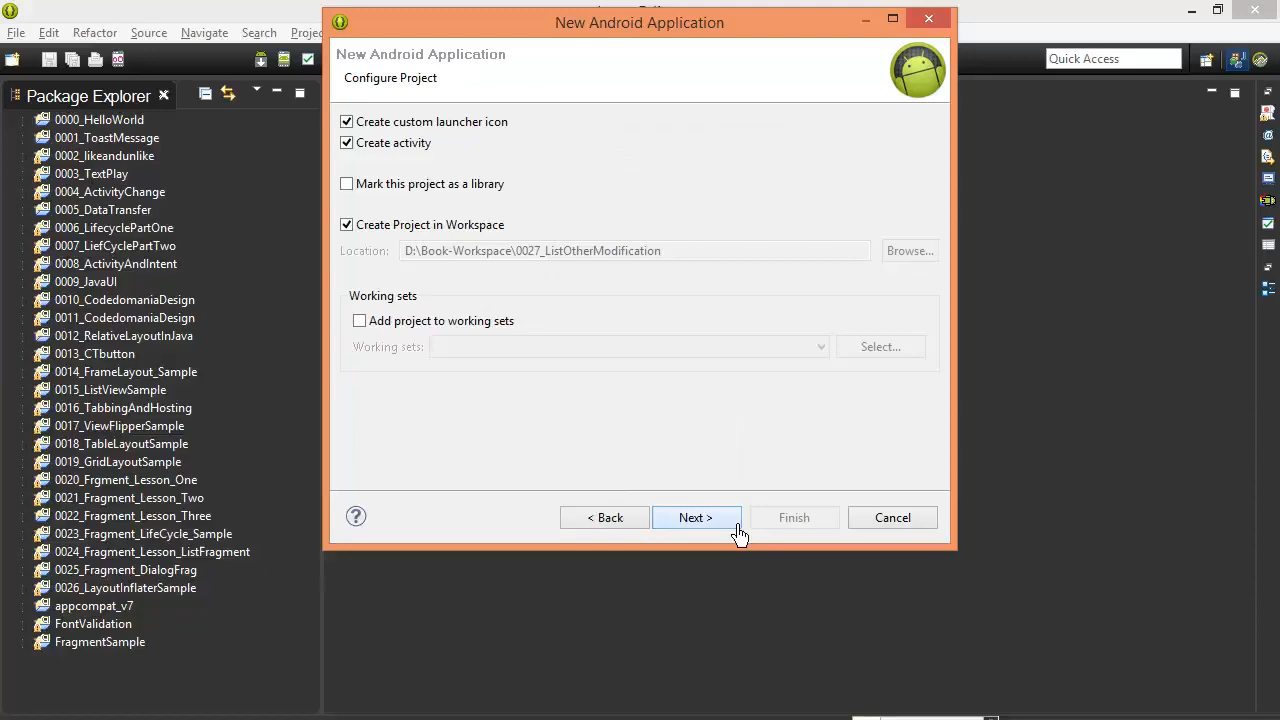 New Android Application
File Edit Refactor Source Navigate Search Projec
New Android Application
Configure Project
Quick Access
Package Explorer
0000_HelloWorld
0001_ToastMessage
0002_likeandunlike
0003_TextPlay
0004_ActivityChange
0005_DataTransfer
0006_LifecyclePartOne
0007_LiefCyclePartTwo
0008_ActivityAndIntent
0009_JavaUI
0010_CodedomaniaDesign
0011_CodedomaniaDesign
0012_RelativeLayoutInJava
0013_CTbutton
0014_FrameLayout_Sample
0015_ListViewSample
0016_TabbingAndHosting
0017_ViewFlipperSample
0018_TableLayoutSample
0019_GridLayoutSample
0020_Frgment_Lesson_One
0021_Fragment_Lesson_Two
0022_Fragment_Lesson_Three
0023_Fragment_LifeCycle_Sample
0024_Fragment_Lesson_ListFragment
0025_Fragment_DialogFrag
0026_LayoutInflaterSample
appcompat_v7
FontValidation
FragmentSample
Create custom launcher icon
Create activity
Mark this project as a library
Create Project in Workspace
Location: D:\Book-Workspace\0027_ListOtherModification Browse...
Working sets
Add project to working sets
Working sets: Select...
? < Back Next > Finish Cancel